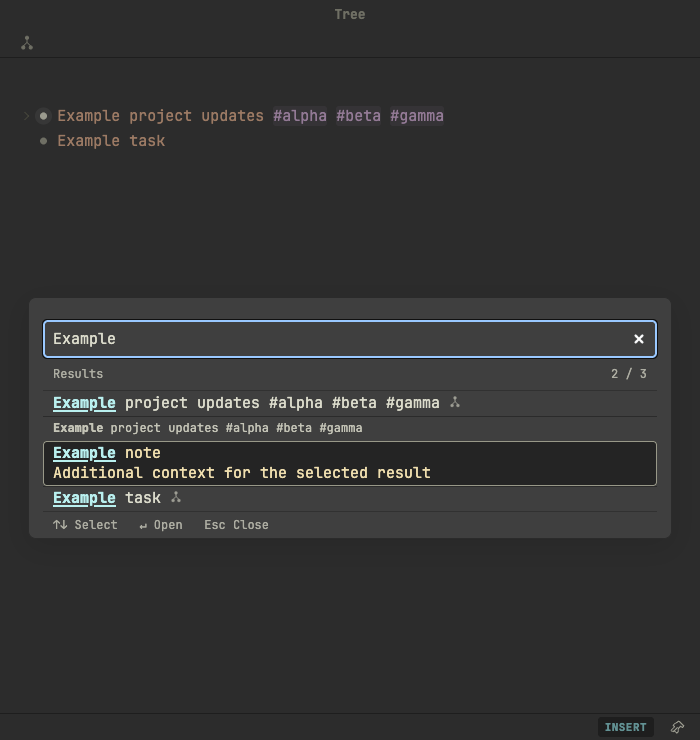 Tree
Example project updates #alpha #beta #gamma
Example task
Example
Results 2 / 3
Example project updates #alpha #beta #gamma
Example project updates #alpha #beta #gamma
Example note
Additional context for the selected result
Example task
↑↓ Select ↵ Open Esc Close
INSERT